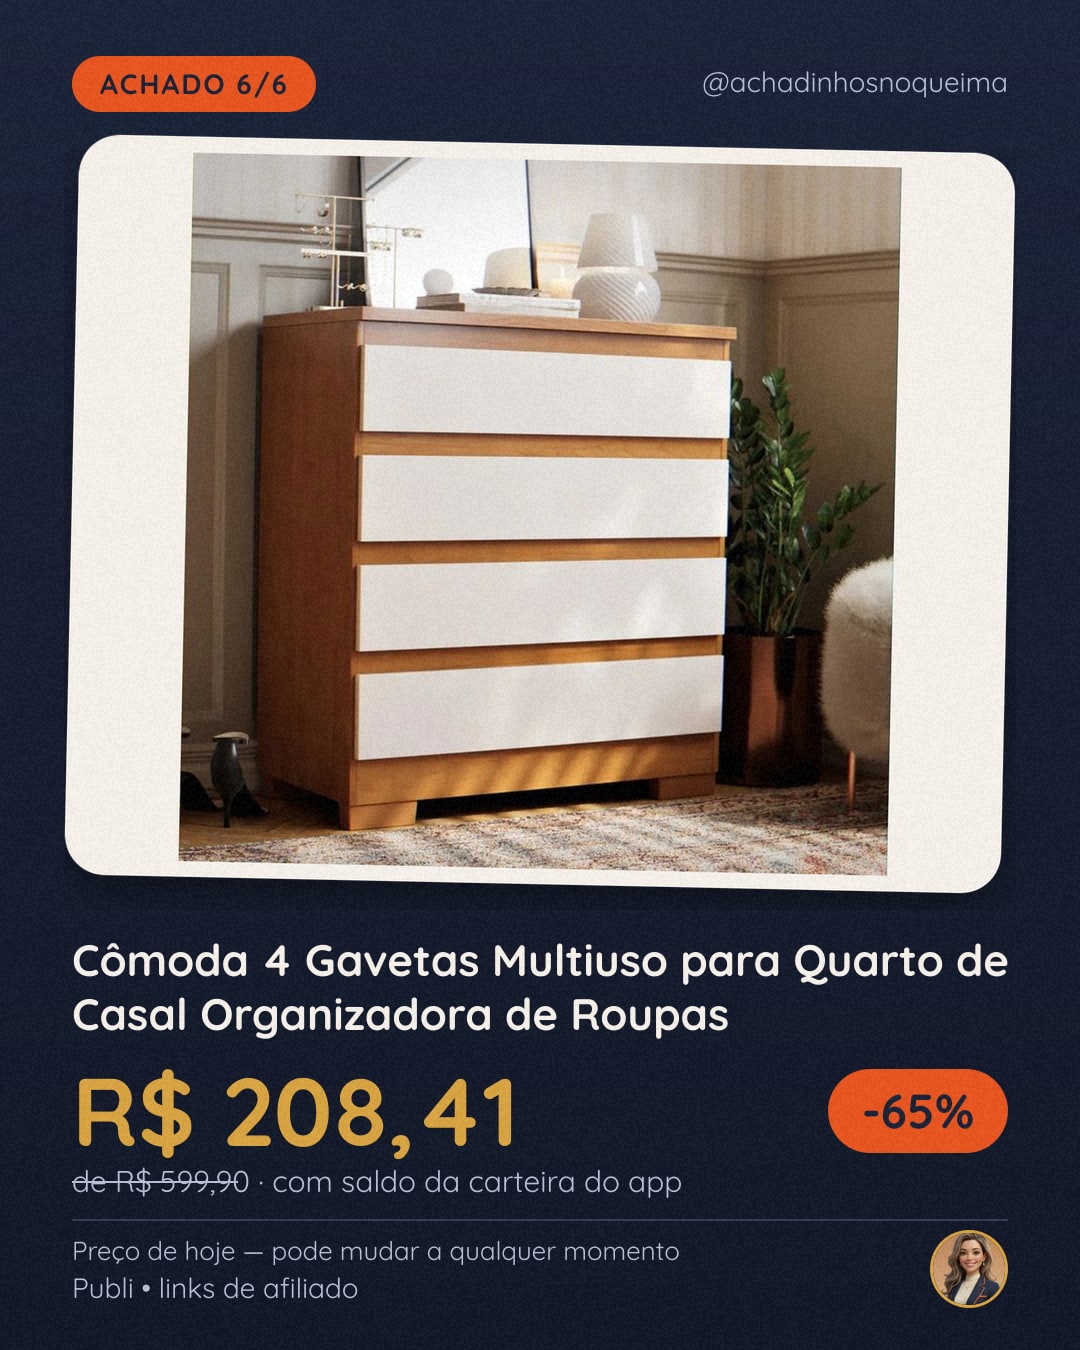 ACHADO 6/6
@achadinhosnoqueima
Cômoda 4 Gavetas Multiuso para Quarto de
Casal Organizadora de Roupas
R$ 208,41
-65%
de R$ 599,90 · com saldo da carteira do app
Preço de hoje — pode mudar a qualquer momento
Publi • links de afiliado